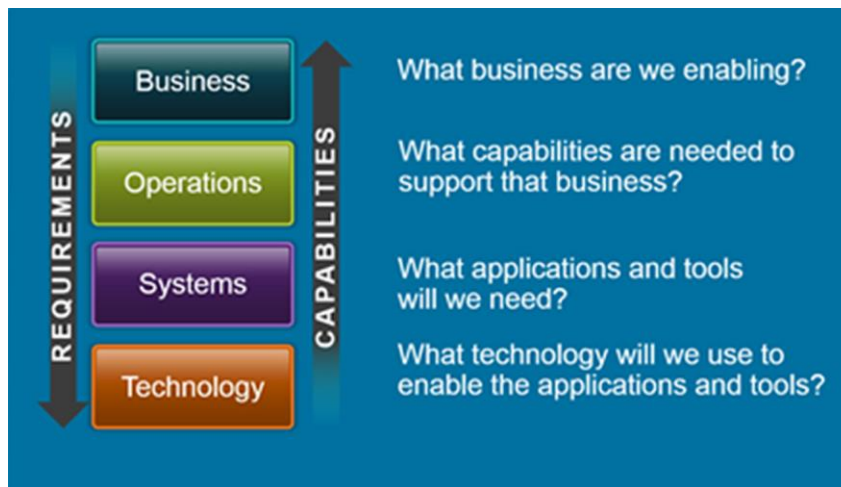 REQUIREMENTS
CAPABILITIES
Business
What business are we enabling?
Operations
What capabilities are needed to
support that business?
Systems
What applications and tools
will we need?
Technology
What technology will we use to
enable the applications and tools?